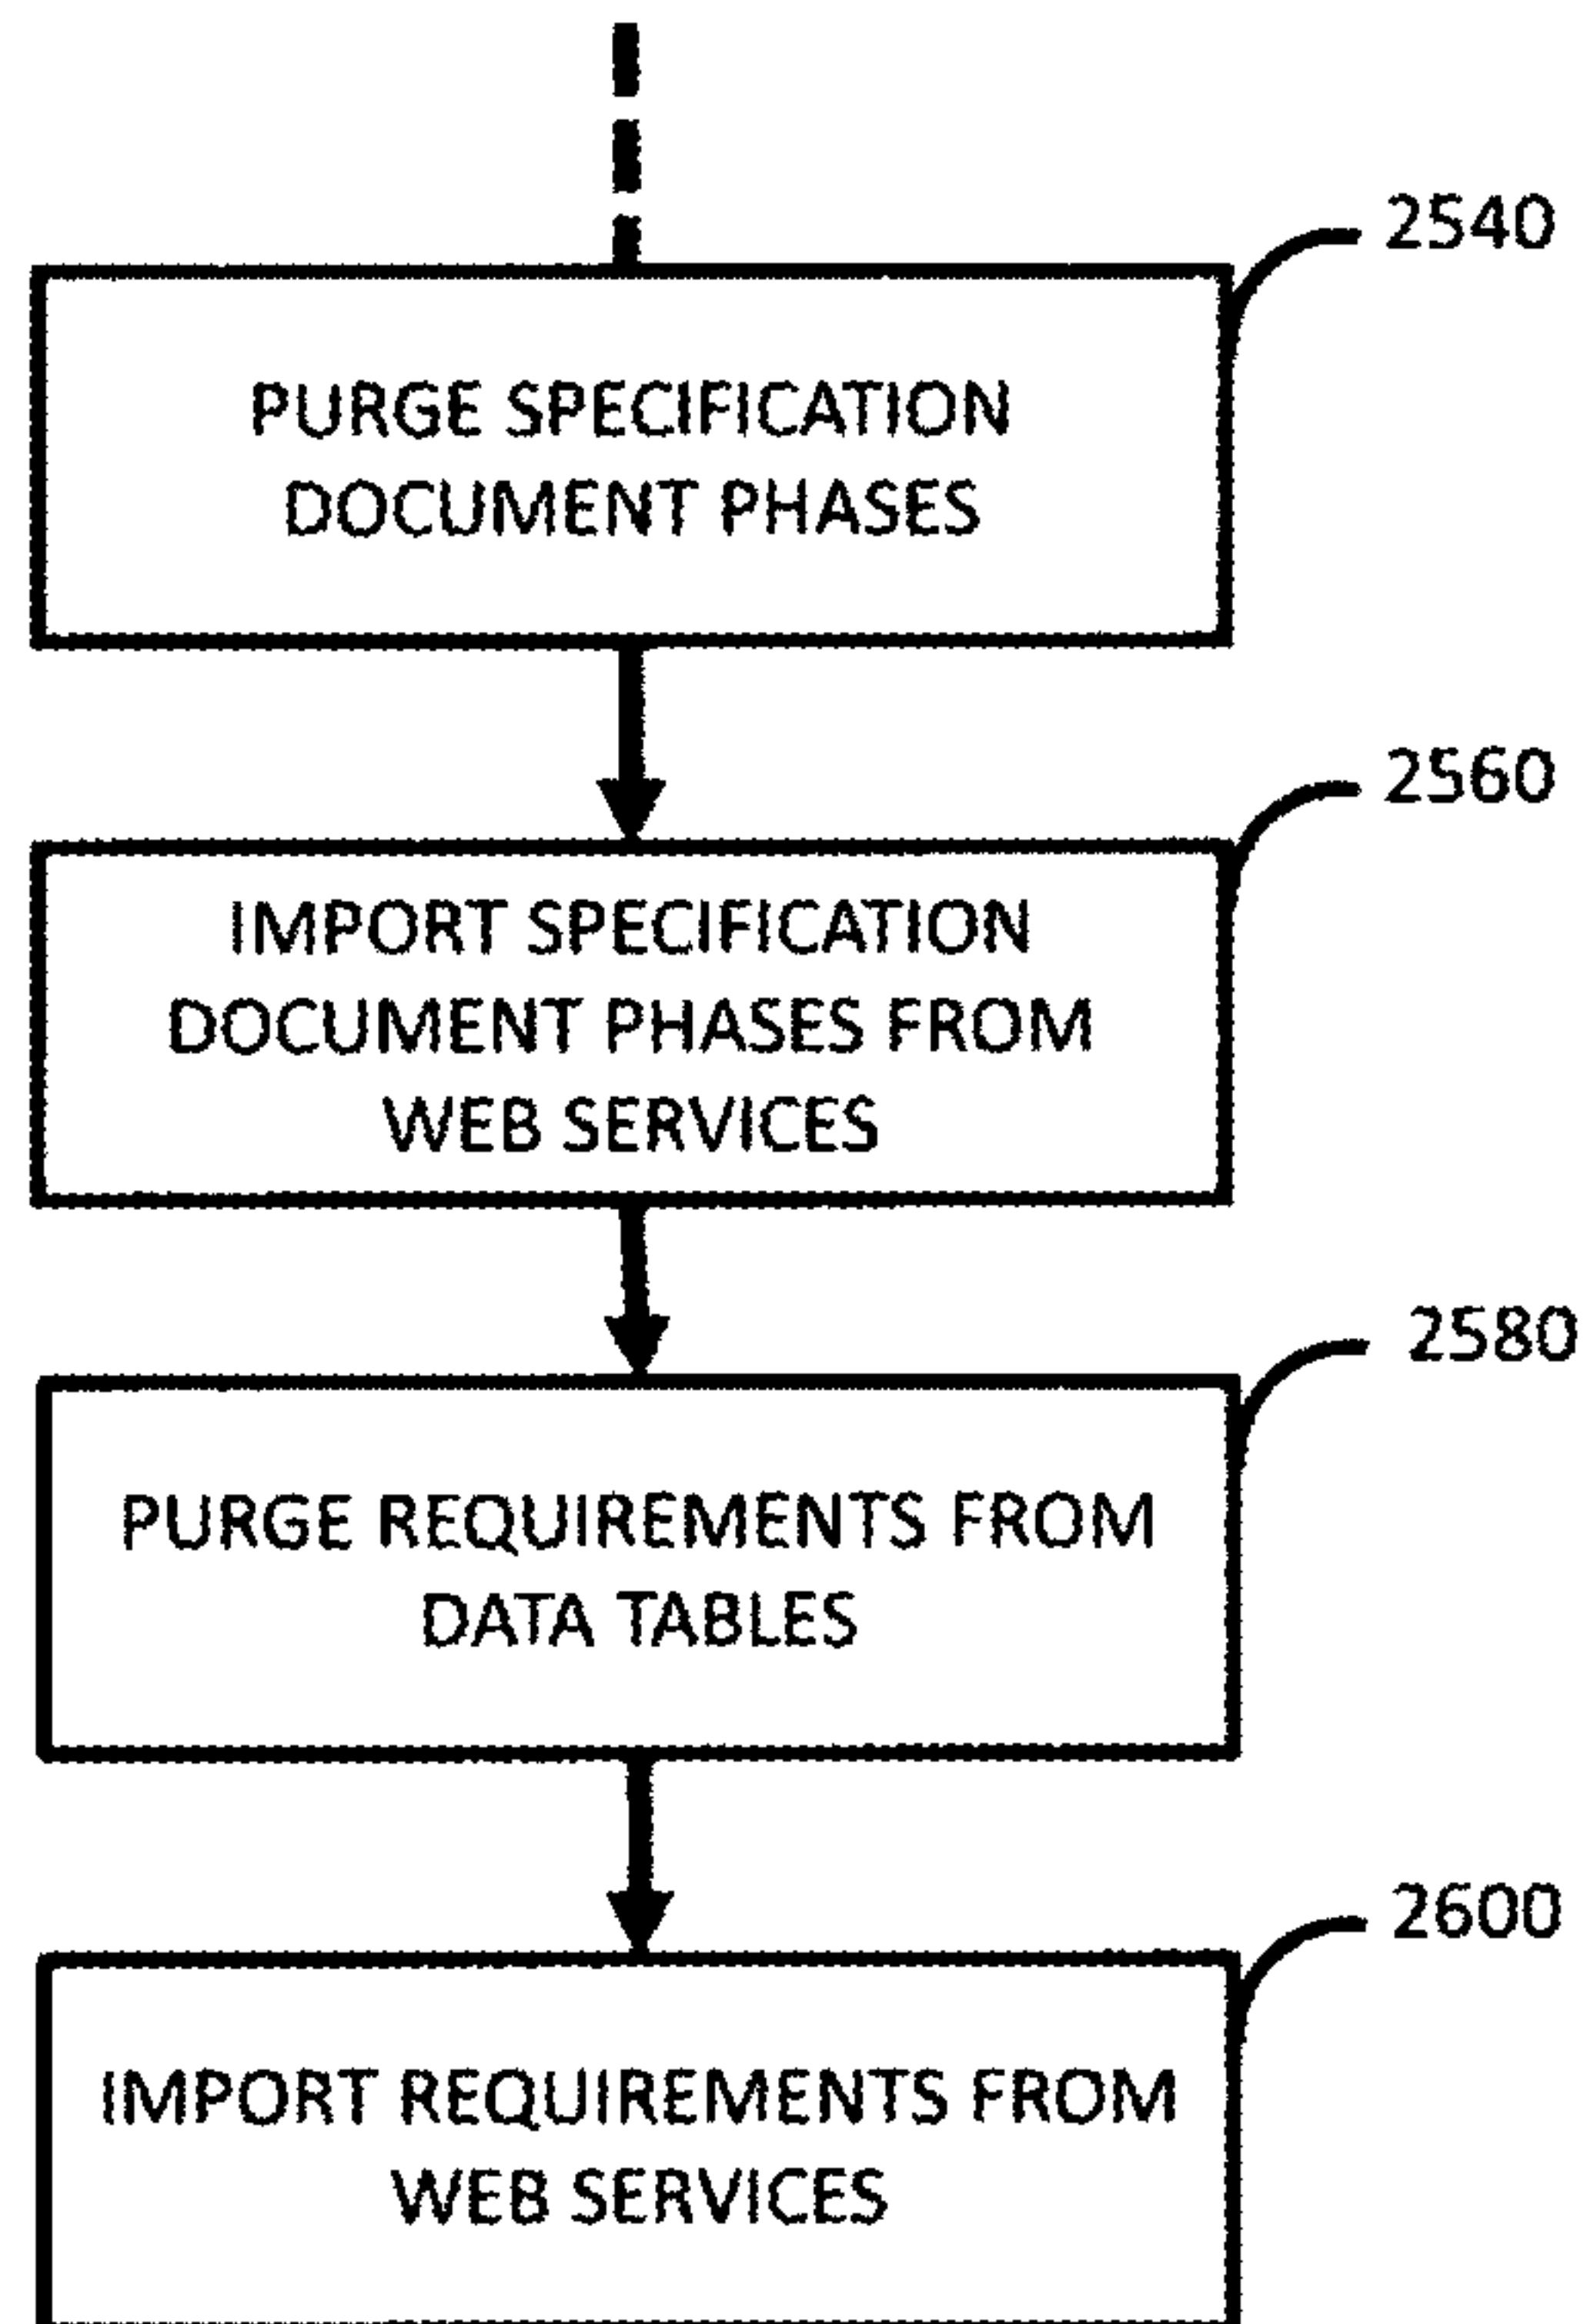 2540
PURGE SPECIFICATION
DOCUMENT PHASES
2560
IMPORT SPECIFICATION
DOCUMENT PHASES FROM
WEB SERVICES
2580
PURGE REQUIREMENTS FROM
DATA TABLES
2600
IMPORT REQUIREMENTS FROM
WEB SERVICES